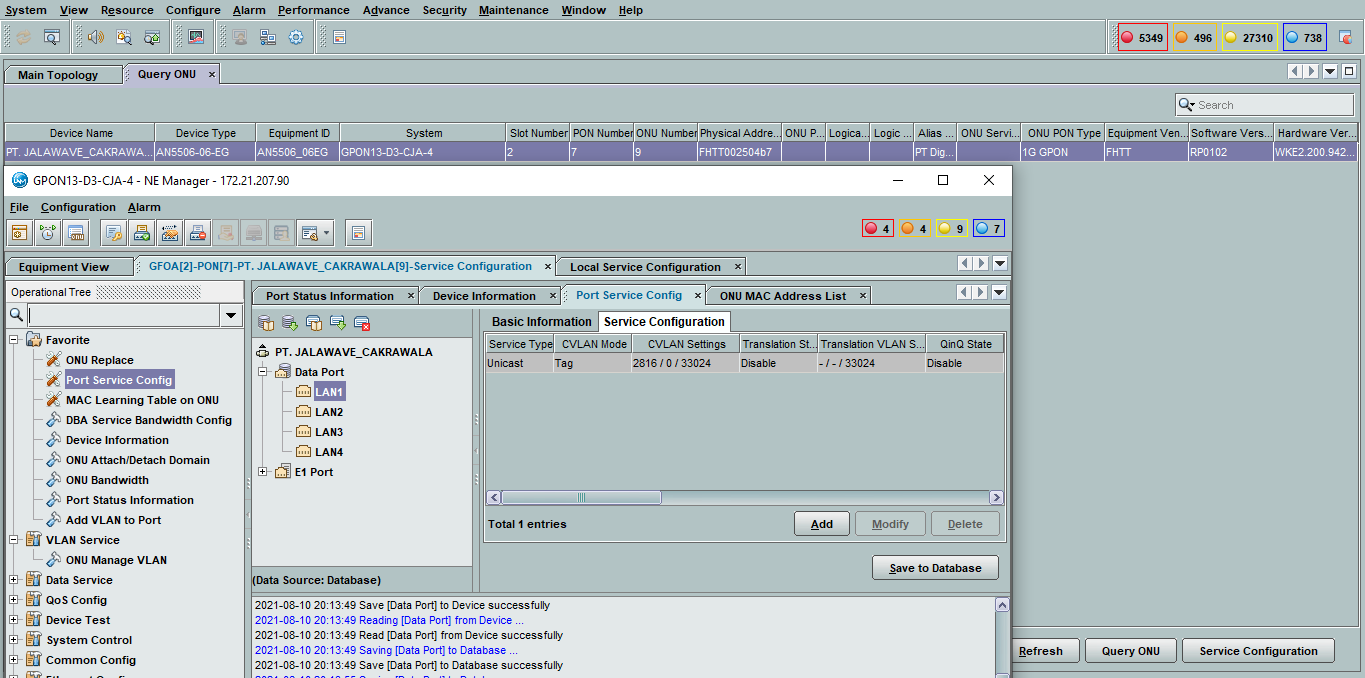 System View Resource Configure Alarm Performance Advance Security Maintenance Window Help
5349 496 27310 738
Main Topology Query ONU ×
Search
Device Name Device Type Equipment ID System Slot Number PON Number ONU Number Physical Addre... ONU P... Logica... Logic ... Alias ... ONU Servi... ONU PON Type Equipment Ven... Software Vers... Hardware Ver...
PT. JALAWAVE_CAKRAWA... AN5506-06-EG AN5506_06EG GPON13-D3-CJA-4 2 7 9 FHTT002504b7 PT Dig... 1G GPON FHTT RP0102 WKE2.200.942...
GPON13-D3-CJA-4 - NE Manager - 172.21.207.90
File Configuration Alarm
4 4 9 7
Equipment View GFOA[2]-PON[7]-PT. JALAWAVE_CAKRAWALA[9]-Service Configuration × Local Service Configuration ×
Operational Tree
Favorite
ONU Replace
Port Service Config
MAC Learning Table on ONU
DBA Service Bandwidth Config
Device Information
ONU Attach/Detach Domain
ONU Bandwidth
Port Status Information
Add VLAN to Port
VLAN Service
ONU Manage VLAN
Data Service
QoS Config
Device Test
System Control
Common Config
Port Status Information × Device Information × Port Service Config × ONU MAC Address List ×
PT. JALAWAVE_CAKRAWALA
Data Port
LAN1
LAN2
LAN3
LAN4
E1 Port
(Data Source: Database)
Basic Information Service Configuration
Service Type CVLAN Mode CVLAN Settings Translation St... Translation VLAN S... QinQ State
Unicast Tag 2816 / 0 / 33024 Disable - / - / 33024 Disable
Total 1 entries
Add Modify Delete
Save to Database
2021-08-10 20:13:49 Save [Data Port] to Device successfully
2021-08-10 20:13:49 Reading [Data Port] from Device ...
2021-08-10 20:13:49 Read [Data Port] from Device successfully
2021-08-10 20:13:49 Saving [Data Port] to Database ...
2021-08-10 20:13:49 Save [Data Port] to Database successfully
Refresh Query ONU Service Configuration